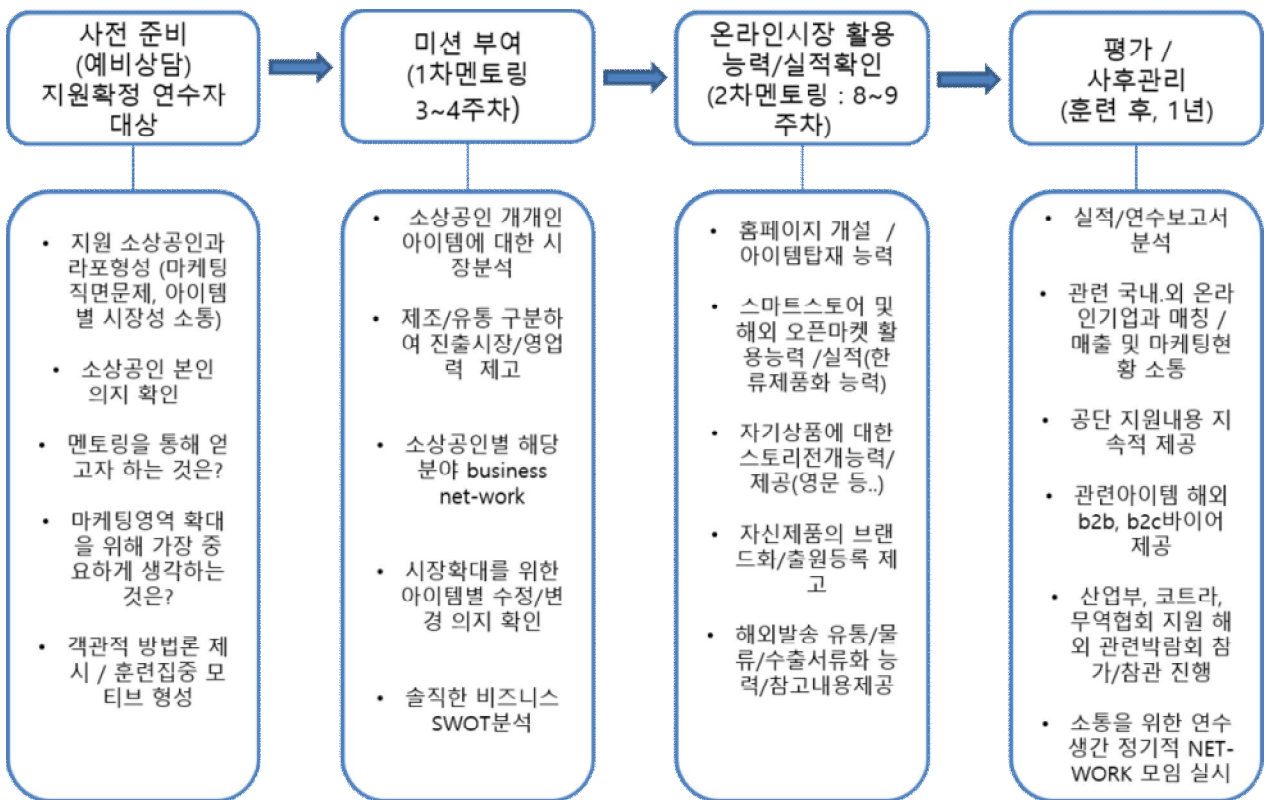 사전 준비
(예비상담)
지원확정 연수자
대상
미션 부여
(1차멘토링
3~4주차)
온라인시장 활용
능력/실적확인
(2차멘토링 : 8~9
주차)
평가 /
사후관리
(훈련 후, 1년)
• 지원 소상공인과
라포형성 (마케팅
직면문제, 아이템
별 시장성 소통)
• 소상공인 본인
의지 확인
• 멘토링을 통해 얻
고자 하는 것은?
• 마케팅영역 확대
을 위해 가장 중
요하게 생각하는
것은?
• 객관적 방법론 제
시 / 훈련집중 모
티브 형성
• 소상공인 개개인
아이템에 대한 시
장분석
• 제조/유통 구분하
여 진출시장/영업
력 제고
• 소상공인별 해당
분야 business
net-work
• 시장확대를 위한
아이템별 수정/변
경 의지 확인
• 솔직한 비즈니스
SWOT분석
• 홈페이지 개설 /
아이템탑재 능력
• 스마트스토어 및
해외 오픈마켓 활
용능력 /실적(한
류제품화 능력)
• 자기상품에 대한
스토리전개능력/
제공(영문 등..)
• 자신제품의 브랜
드화/출원등록 제
고
• 해외발송 유통/물
류/수출서류화 능
력/참고내용제공
• 실적/연수보고서
분석
• 관련 국내.외 온라
인기업과 매칭 /
매출 및 마케팅현
황 소통
• 공단 지원내용 지
속적 제공
• 관련아이템 해외
b2b, b2c바이어
제공
• 산업부, 코트라,
무역협회 지원 해
외 관련박람회 참
가/참관 진행
• 소통을 위한 연수
생간 정기적 NET-
WORK 모임 실시